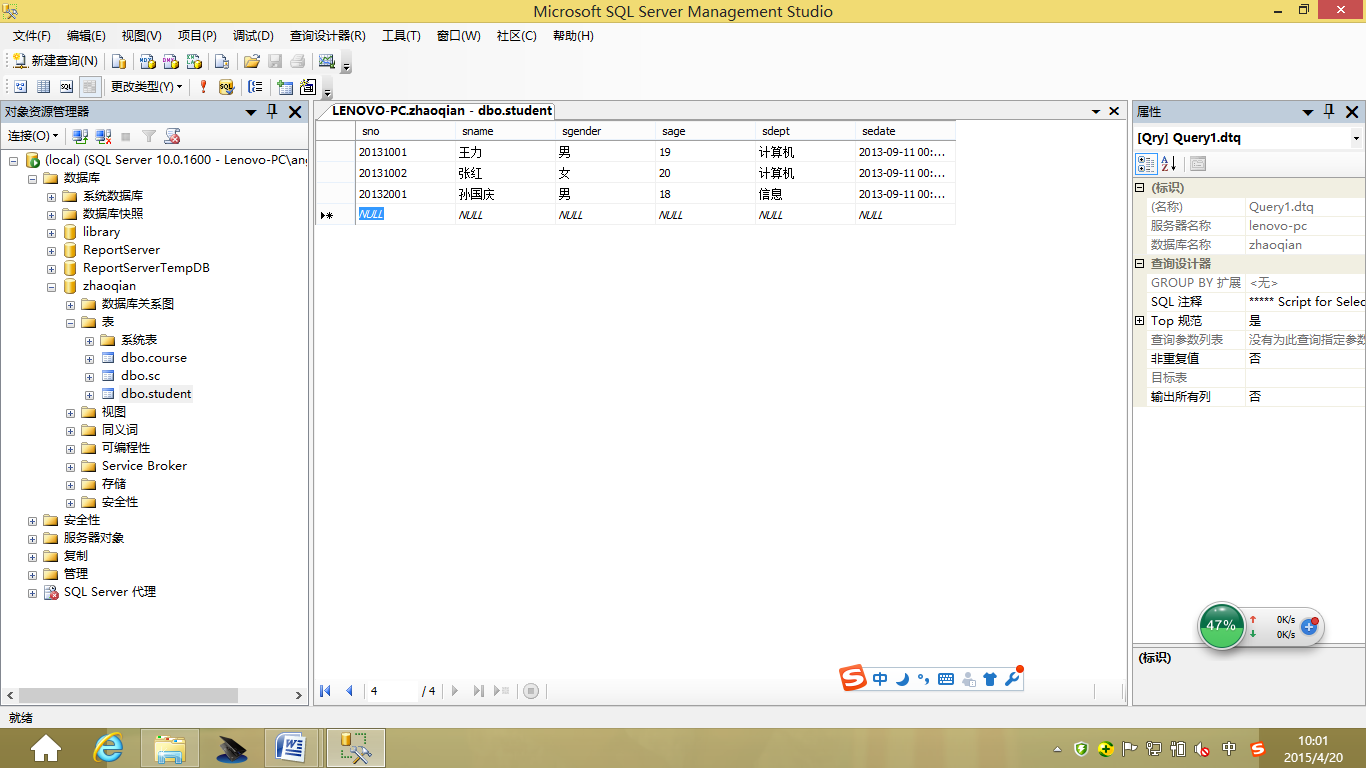 Microsoft SQL Server Management Studio
文件(F) 编辑(E) 视图(V) 项目(P) 调试(D) 查询设计器(R) 工具(T) 窗口(W) 社区(C) 帮助(H)
新建查询(N)
更改类型(Y)
对象资源管理器
连接(O)
(local) (SQL Server 10.0.1600 - Lenovo-PC\an
数据库
系统数据库
数据库快照
library
ReportServer
ReportServerTempDB
zhaoqian
数据库关系图
表
系统表
dbo.course
dbo.sc
dbo.student
视图
同义词
可编程性
Service Broker
存储
安全性
安全性
服务器对象
复制
管理
SQL Server 代理
LENOVO-PC.zhaoqian - dbo.student
sno sname sgender sage sdept sedate
20131001 王力 男 19 计算机 2013-09-11 00:...
20131002 张红 女 20 计算机 2013-09-11 00:...
20132001 孙国庆 男 18 信息 2013-09-11 00:...
NULL NULL NULL NULL NULL NULL
4 / 4
属性
[Qry] Query1.dtq
(标识)
(名称) Query1.dtq
服务器名称 lenovo-pc
数据库名称 zhaoqian
查询设计器
GROUP BY 扩展 <无>
SQL 注释 ***** Script for Selec
Top 规范 是
查询参数列表 没有为此查询指定参数
非重复值 否
目标表
输出所有列 否
47% 0K/s
0K/s
(标识)
中
就绪
中
10:01
2015/4/20